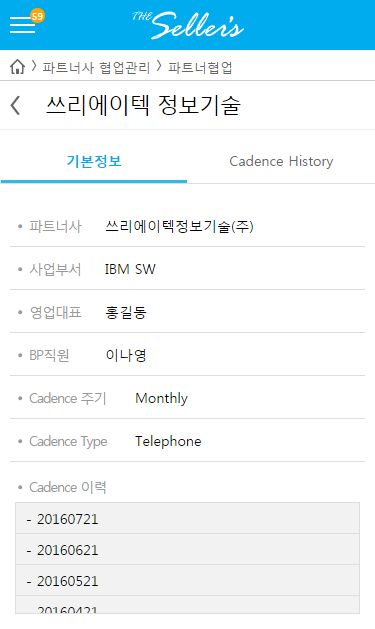 59
THE Seller's
파트너사 협업관리 > 파트너협업
쓰리에이텍 정보기술
기본정보 Cadence History
• 파트너사 쓰리에이텍정보기술(주)
• 사업부서 IBM SW
• 영업대표 홍길동
• BP직원 이나영
• Cadence 주기 Monthly
• Cadence Type Telephone
• Cadence 이력
- 20160721
- 20160621
- 20160521
- 20160421